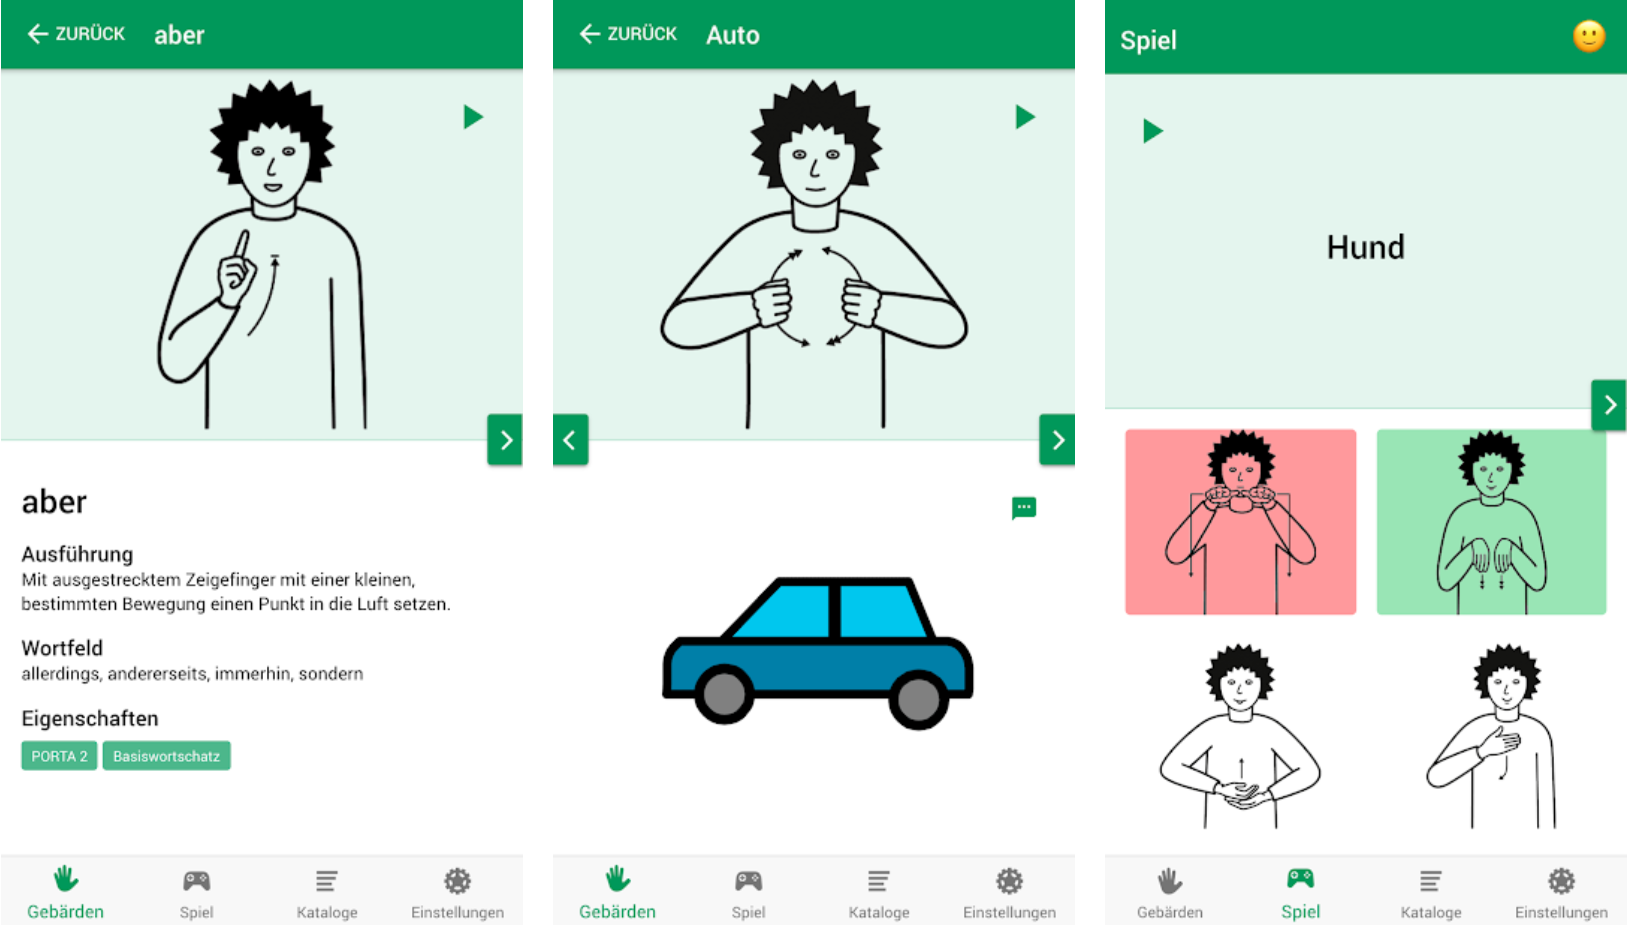 ZURÜCK aber
aber
Ausführung
Mit ausgestrecktem Zeigefinger mit einer kleinen,
bestimmten Bewegung einen Punkt in die Luft setzen.
Wortfeld
allerdings, andererseits, immerhin, sondern
Eigenschaften
PORTA 2 Basiswortschatz
Gebärden Spiel Kataloge Einstellungen
ZURÜCK Auto
Gebärden Spiel Kataloge Einstellungen
Spiel
Hund
Gebärden Spiel Kataloge Einstellungen